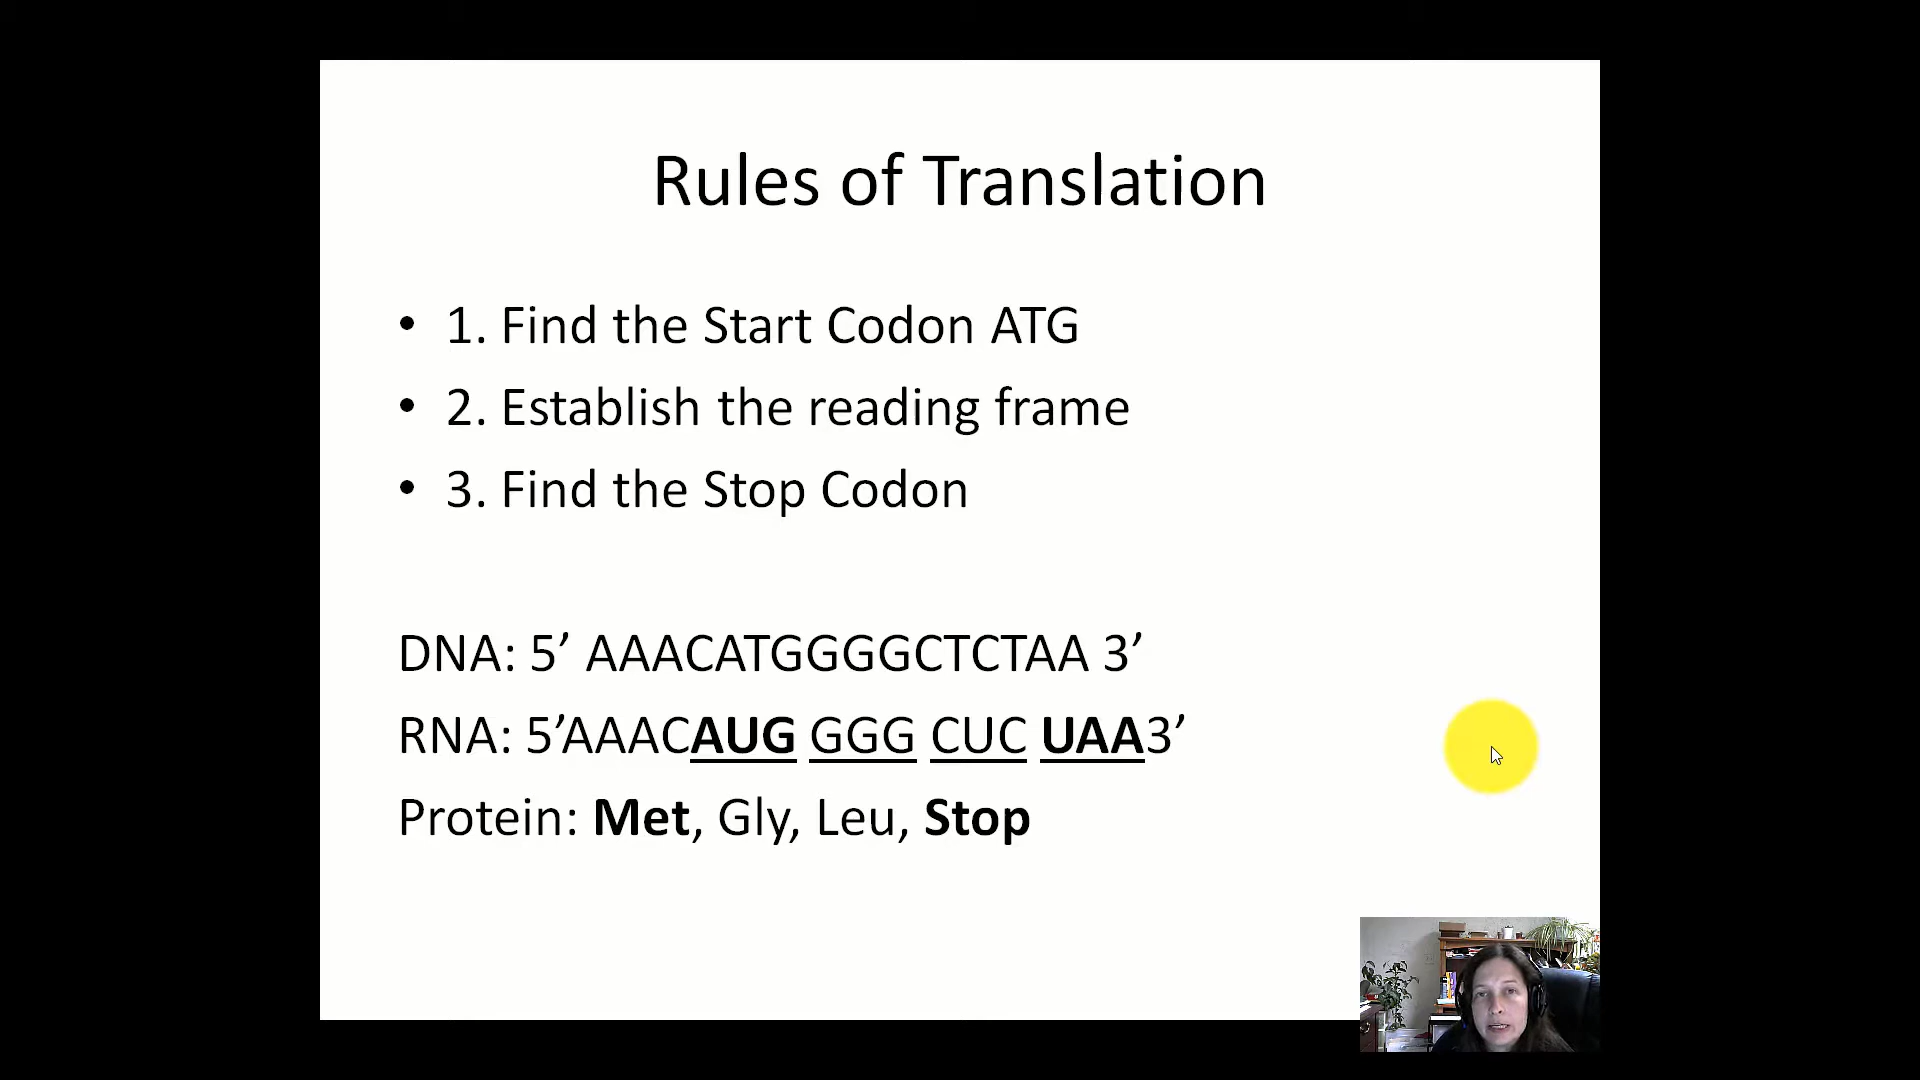 Rules of Translation
• 1. Find the Start Codon ATG
• 2. Establish the reading frame
• 3. Find the Stop Codon
DNA: 5’ AAACATGGGGCTCTAA 3’
RNA: 5’AAACAUG GGG CUC UAA3’
Protein: Met, Gly, Leu, Stop